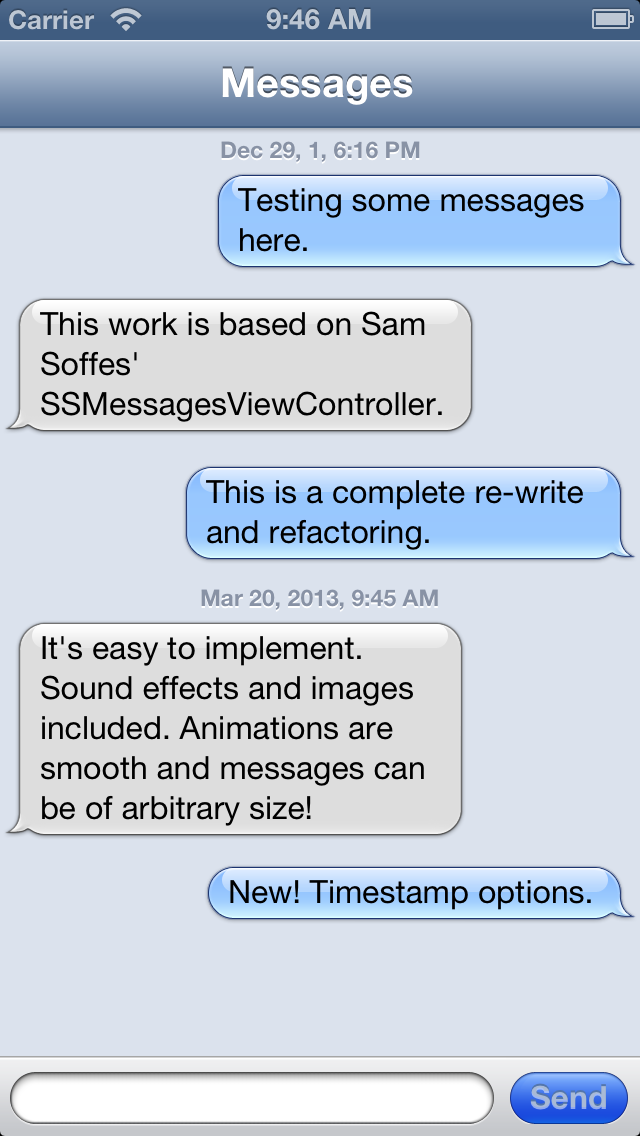 Carrier 9:46 AM
Messages
Dec 29, 1, 6:16 PM
Testing some messages
here.
This work is based on Sam
Soffes'
SSMessagesViewController.
This is a complete re-write
and refactoring.
Mar 20, 2013, 9:45 AM
It's easy to implement.
Sound effects and images
included. Animations are
smooth and messages can
be of arbitrary size!
New! Timestamp options.
Send